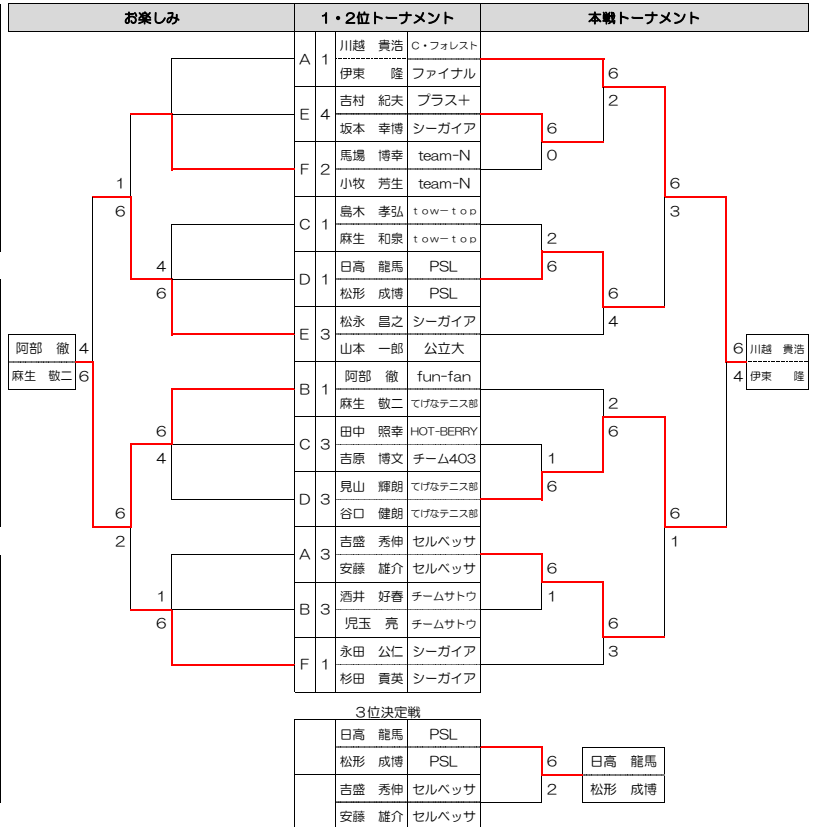 お楽しみ 1・2位トーナメント 本戦トーナメント
川越 貴浩 C・フォレスト
A 1
伊東 隆 ファイナル 6
吉村 紀夫 プラス+ 2
E 4
坂本 幸博 シーガイア 6
馬場 博幸 team-N 0
F 2
1 小牧 芳生 team-N 6
6 島木 孝弘 tow-top 3
C 1
麻生 和泉 tow-top 2
4 日高 龍馬 PSL 6
D 1
6 松形 成博 PSL 6
松永 昌之 シーガイア 4
E 3
阿部 徹 4 山本 一郎 公立大 6 川越 貴浩
麻生 敬二 6 阿部 徹 fun-fan 4 伊東 隆
B 1
麻生 敬二 てげなテニス部 2
6 田中 照幸 HOT-BERRY 6
C 3
4 吉原 博文 チーム403 1
見山 輝朗 てげなテニス部 6
D 3
6 谷口 健朗 てげなテニス部 6
2 吉盛 秀伸 セルベッサ 1
A 3
安藤 雄介 セルベッサ 6
1 酒井 好春 チームサトウ 1
B 3
6 児玉 亮 チームサトウ 6
永田 公仁 シーガイア 3
F 1
杉田 貢英 シーガイア
3位決定戦
日高 龍馬 PSL
松形 成博 PSL 6 日高 龍馬
吉盛 秀伸 セルベッサ 2 松形 成博
安藤 雄介 セルベッサ